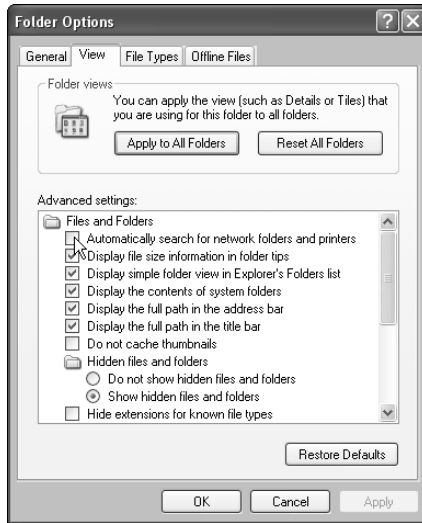 Folder Options
General View File Types Offline Files
Folder views
You can apply the view (such as Details or Tiles) that
you are using for this folder to all folders.
Apply to All Folders Reset All Folders
Advanced settings:
Files and Folders
Automatically search for network folders and printers
Display file size information in folder tips
Display simple folder view in Explorer's Folders list
Display the contents of system folders
Display the full path in the address bar
Display the full path in the title bar
Do not cache thumbnails
Hidden files and folders
Do not show hidden files and folders
Show hidden files and folders
Hide extensions for known file types
Restore Defaults
OK Cancel Apply